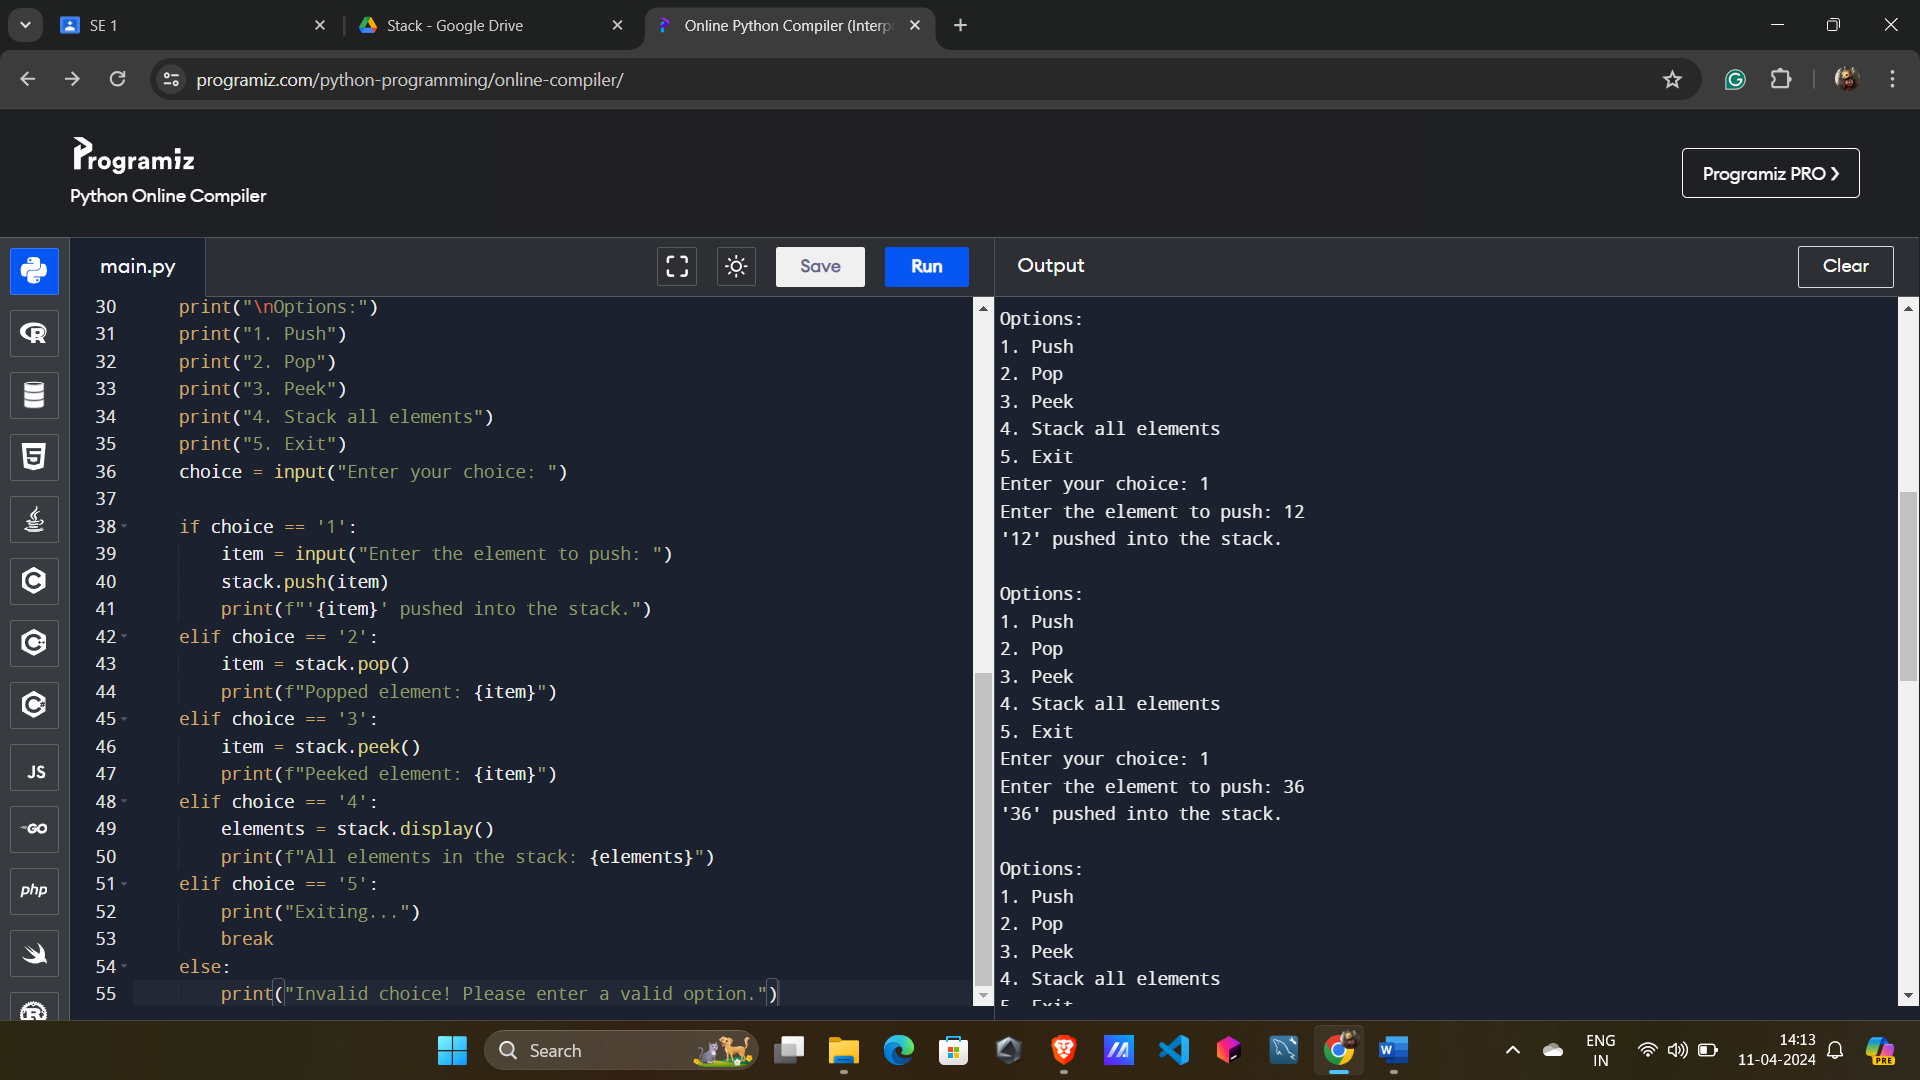 SE 1
Stack - Google Drive
Online Python Compiler (Interp
programiz.com/python-programming/online-compiler/
Programiz
Python Online Compiler
Programiz PRO ❯
main.py
Save
Run
Output
Clear
30 print("\nOptions:")
31 print("1. Push")
32 print("2. Pop")
33 print("3. Peek")
34 print("4. Stack all elements")
35 print("5. Exit")
36 choice = input("Enter your choice: ")
37
38 if choice == '1':
39 item = input("Enter the element to push: ")
40 stack.push(item)
41 print(f"'{item}' pushed into the stack.")
42 elif choice == '2':
43 item = stack.pop()
44 print(f"Popped element: {item}")
45 elif choice == '3':
46 item = stack.peek()
47 print(f"Peeked element: {item}")
48 elif choice == '4':
49 elements = stack.display()
50 print(f"All elements in the stack: {elements}")
51 elif choice == '5':
52 print("Exiting...")
53 break
54 else:
55 print("Invalid choice! Please enter a valid option.")
Options:
1. Push
2. Pop
3. Peek
4. Stack all elements
5. Exit
Enter your choice: 1
Enter the element to push: 12
'12' pushed into the stack.
Options:
1. Push
2. Pop
3. Peek
4. Stack all elements
5. Exit
Enter your choice: 1
Enter the element to push: 36
'36' pushed into the stack.
Options:
1. Push
2. Pop
3. Peek
4. Stack all elements
5. Exit
JS
GO
php
Search
ENG
IN
14:13
11-04-2024
PRE